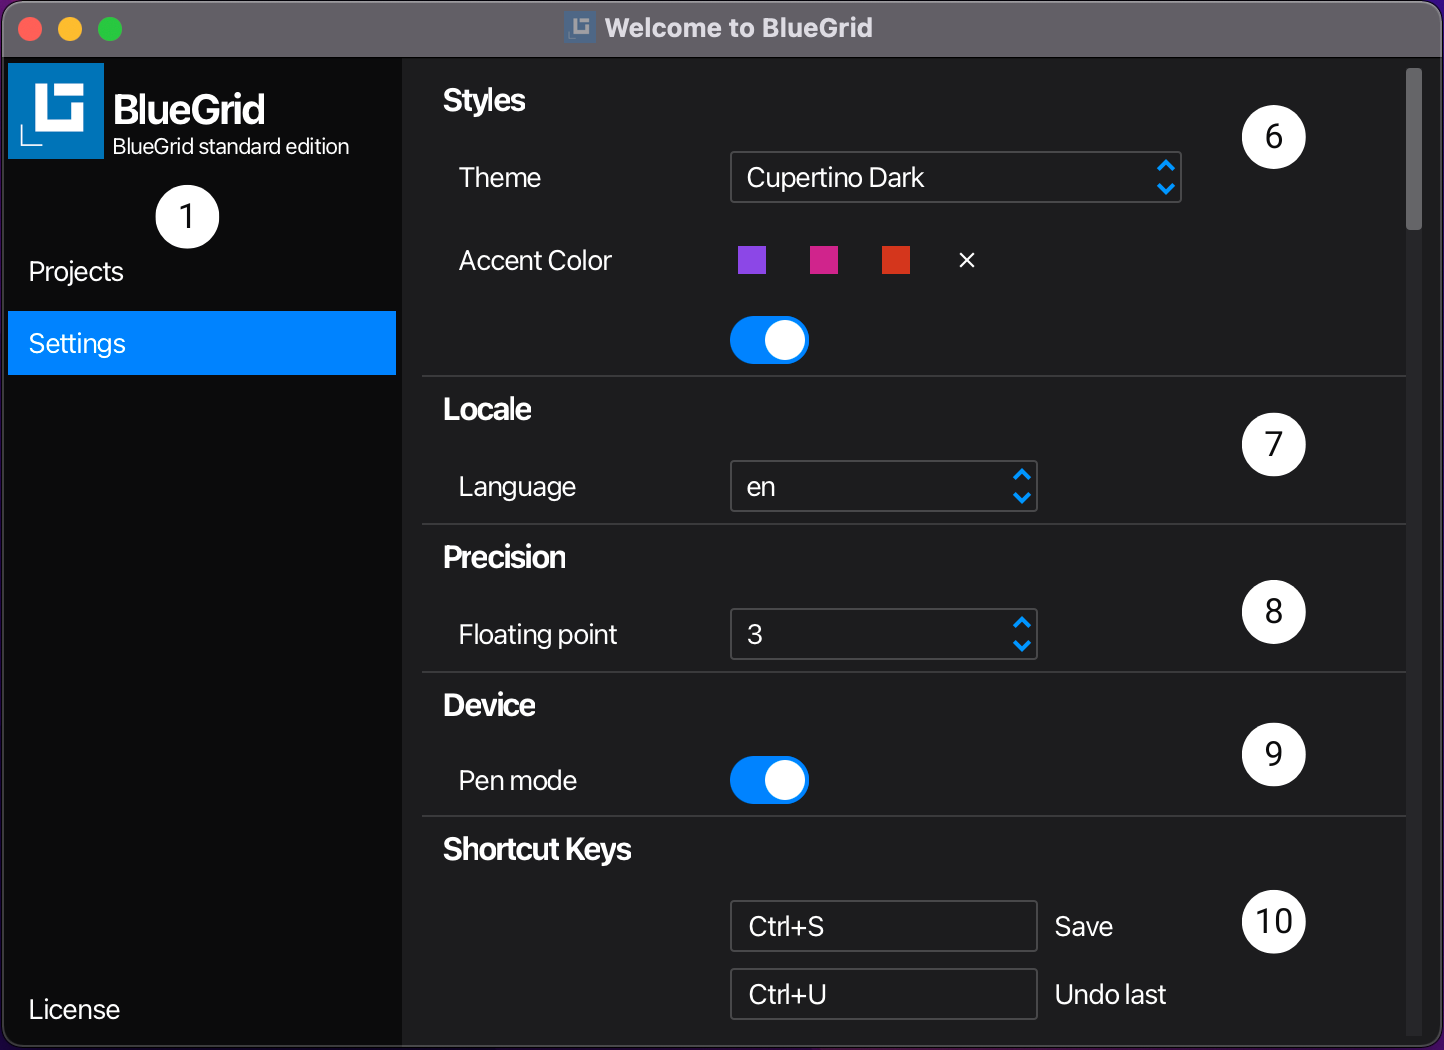 Welcome to BlueGrid
BlueGrid
BlueGrid standard edition
1
Projects
Settings
License
Styles
6
Theme
Cupertino Dark
Accent Color
Locale
7
Language
en
Precision
8
Floating point
3
Device
9
Pen mode
Shortcut Keys
10
Ctrl+S
Save
Ctrl+U
Undo last